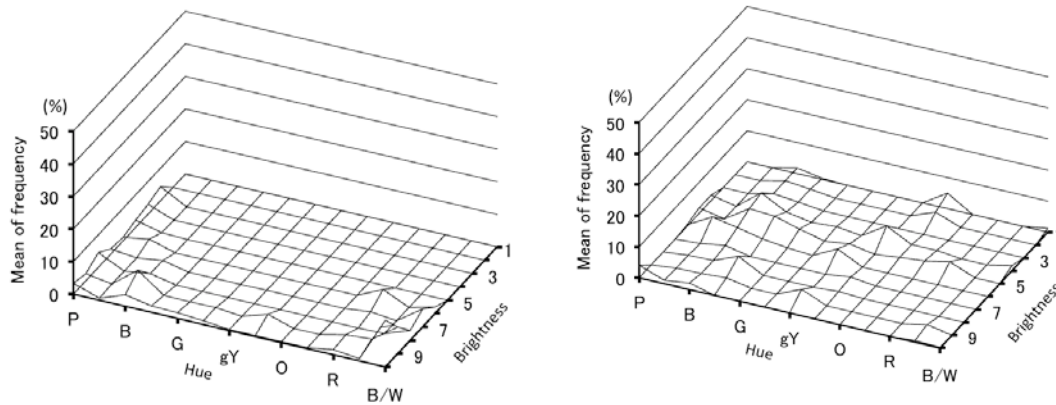 (%)
50
40
30
20
10
0
Mean of frequency
P
B
G
gY
O
R
B/W
Hue
1
3
5
7
9
Brightness
(%)
50
40
30
20
10
0
Mean of frequency
P
B
G
gY
O
R
B/W
Hue
3
5
7
9
Brightness